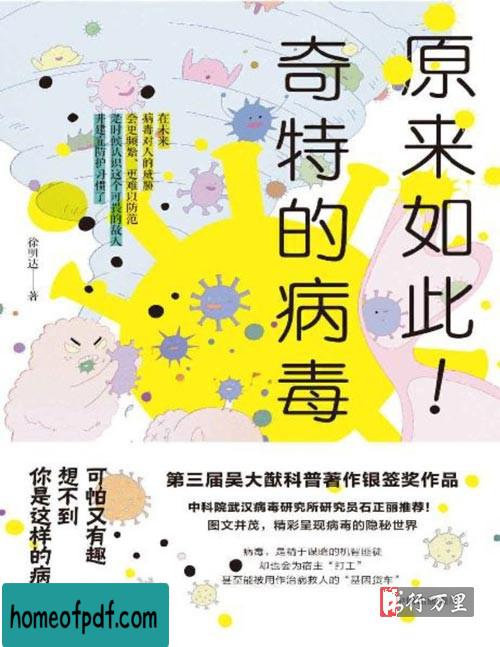 原来如此！
奇特的病毒
在未来
病毒对人的威胁
会更频繁、更难以防范
是时候认识这个可畏的敌人
并建立防护习惯了
徐明达 著
第三届吴大猷科普著作银签奖作品
中科院武汉病毒研究所研究员石正丽推荐！
图文并茂，精彩呈现病毒的隐秘世界
病毒，是精于谋略的机智匪徒
却也会为宿主“打工”
甚至能被用作治病救人的“基因货车”
可怕又有趣
想不到
你是这样的病
homeofpdf.com
书行万里